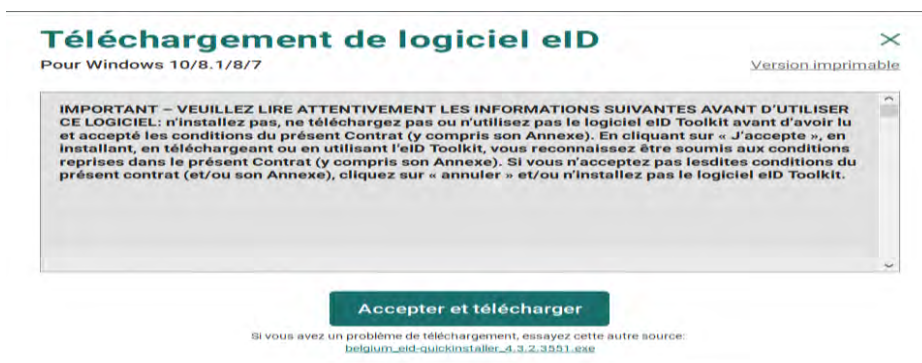 Téléchargement de logiciel eID
Pour Windows 10/8.1/8/7
Version imprimable
IMPORTANT – VEUILLEZ LIRE ATTENTIVEMENT LES INFORMATIONS SUIVANTES AVANT D'UTILISER
CE LOGICIEL: n'installez pas, ne téléchargez pas ou n'utilisez pas le logiciel eID Toolkit avant d'avoir lu
et accepté les conditions du présent Contrat (y compris son Annexe). En cliquant sur « J'accepte », en
installant, en téléchargeant ou en utilisant l'eID Toolkit, vous reconnaissez être soumis aux conditions
reprises dans le présent Contrat (y compris son Annexe). Si vous n'acceptez pas lesdites conditions du
présent contrat (et/ou son Annexe), cliquez sur « annuler » et/ou n'installez pas le logiciel eID Toolkit.
Accepter et télécharger
Si vous avez un problème de téléchargement, essayez cette autre source:
belgium_eid-quickinstaller_4.3.2.3551.exe